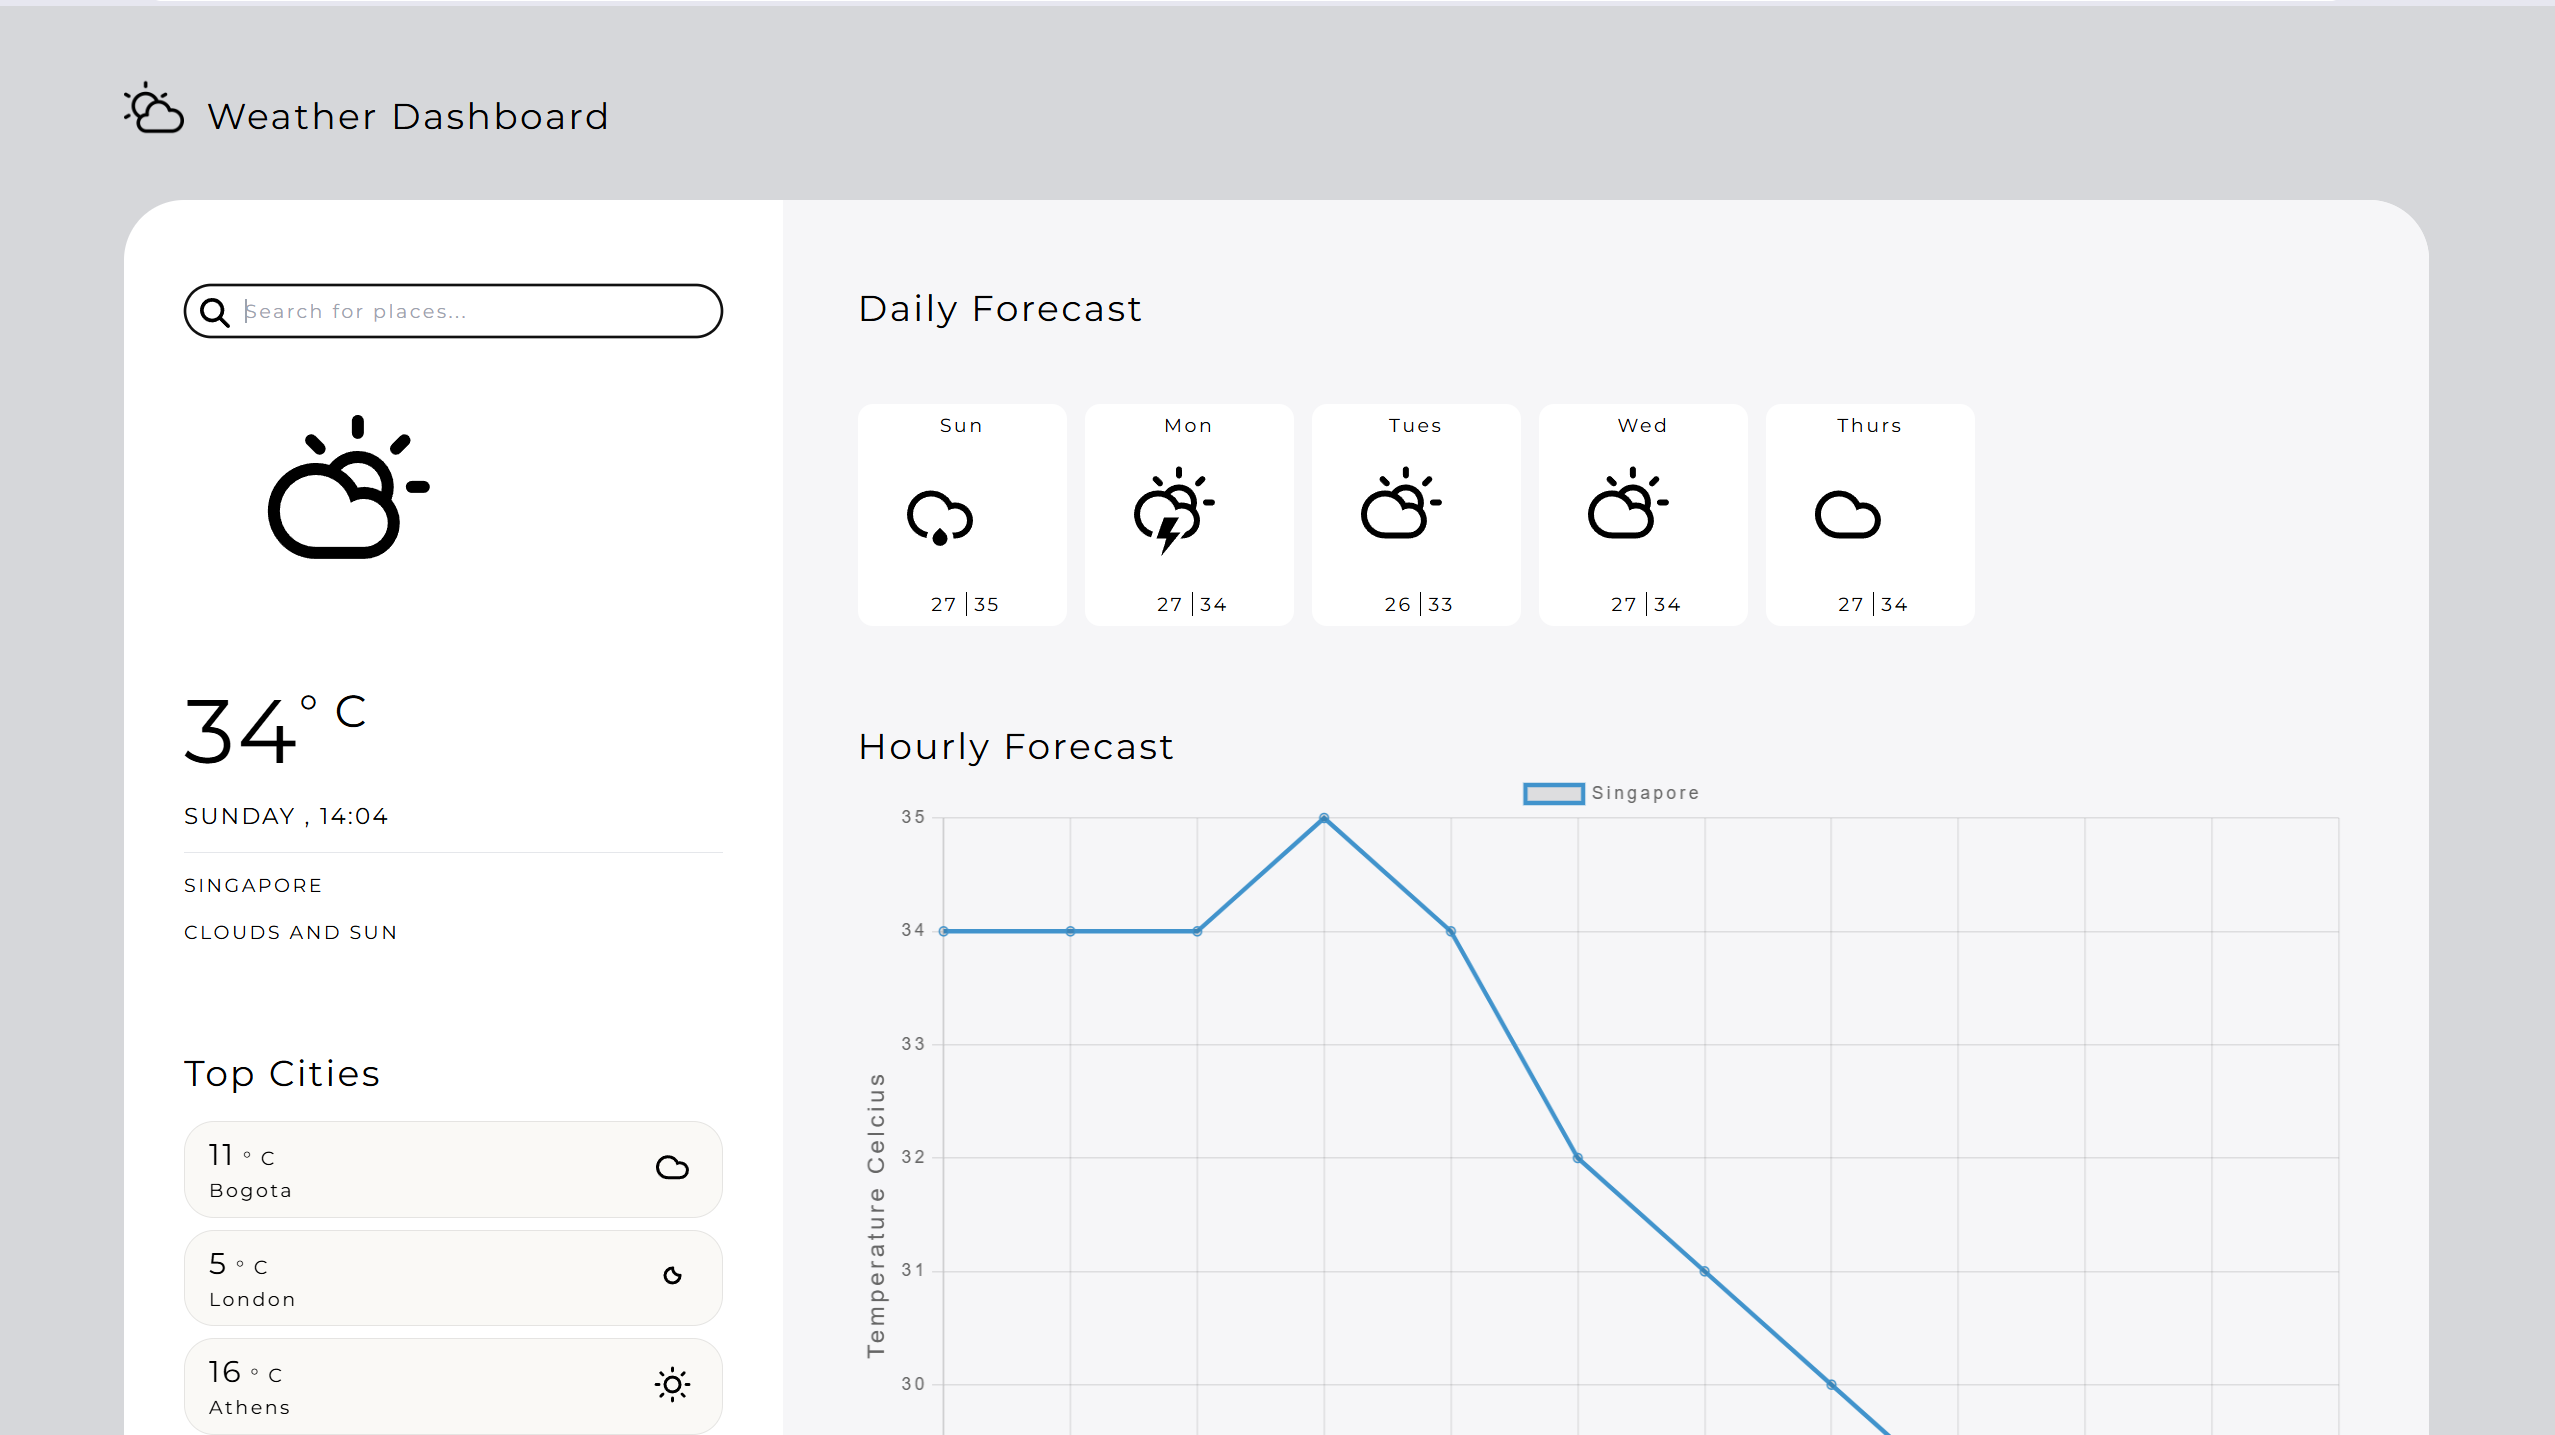 Weather Dashboard
Search for places...
34° C
SUNDAY , 14:04
SINGAPORE
CLOUDS AND SUN
Top Cities
11 ° C
Bogota
5 ° C
London
16 ° C
Athens
Daily Forecast
Sun
27 35
Mon
27 34
Tues
26 33
Wed
27 34
Thurs
27 34
Hourly Forecast
Singapore
Temperature Celcius
35
34
33
32
31
30